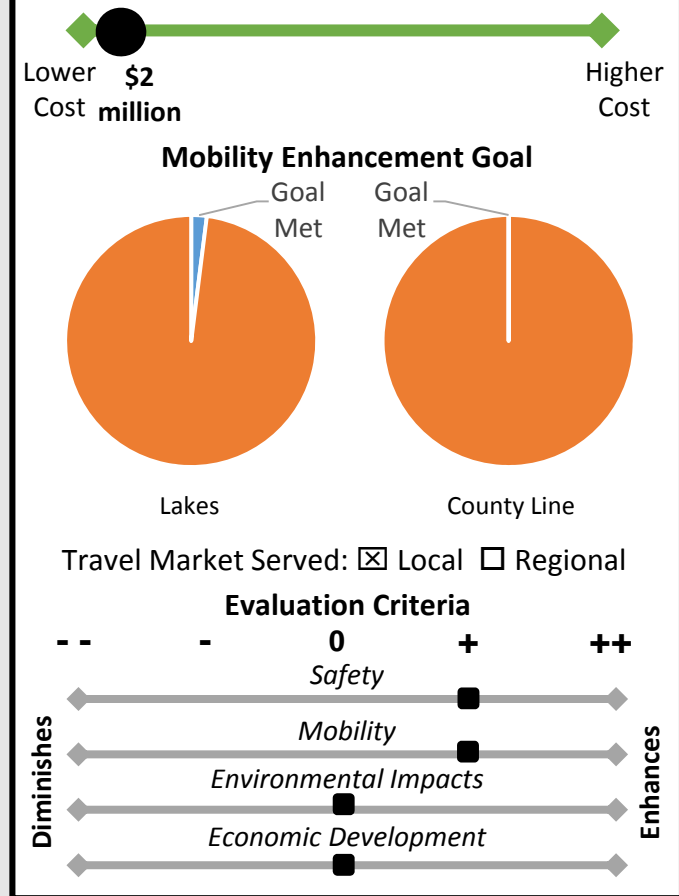 Lower Cost
$2 million
Higher Cost
Mobility Enhancement Goal
Goal Met
Goal Met
Lakes
County Line
Travel Market Served: ☒ Local ☐ Regional
Evaluation Criteria
- - - 0 + ++
Safety
Mobility
Environmental Impacts
Economic Development
Diminishes
Enhances